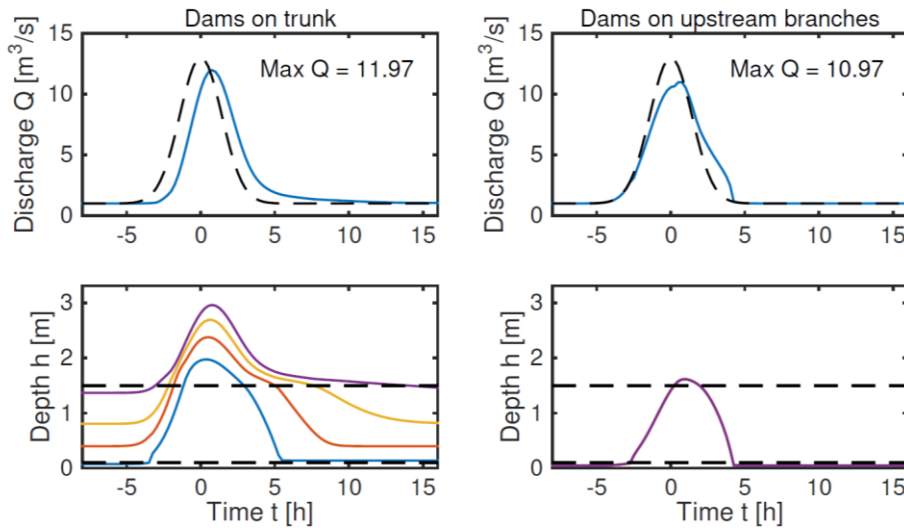 Dams on trunk
Discharge Q [m³/s]
15
10
5
0
Max Q = 11.97
-5 0 5 10 15
Dams on upstream branches
Discharge Q [m³/s]
15
10
5
0
Max Q = 10.97
-5 0 5 10 15
Depth h [m]
3
2
1
0
-5 0 5 10 15
Time t [h]
Depth h [m]
3
2
1
0
-5 0 5 10 15
Time t [h]